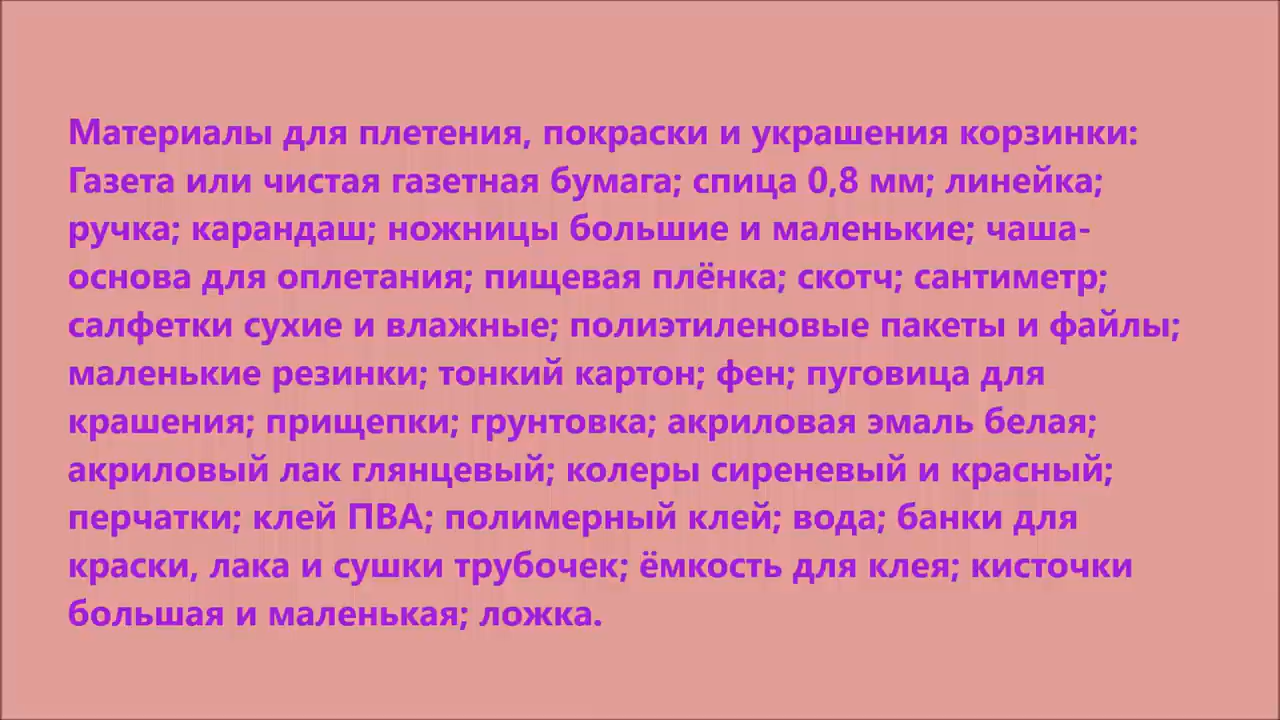 Материалы для плетения, покраски и украшения корзинки:
Газета или чистая газетная бумага; спица 0,8 мм; линейка;
ручка; карандаш; ножницы большие и маленькие; чаша-
основа для оплетания; пищевая плёнка; скотч; сантиметр;
салфетки сухие и влажные; полиэтиленовые пакеты и файлы;
маленькие резинки; тонкий картон; фен; пуговица для
крашения; прищепки; грунтовка; акриловая эмаль белая;
акриловый лак глянцевый; колеры сиреневый и красный;
перчатки; клей ПВА; полимерный клей; вода; банки для
краски, лака и сушки трубочек; ёмкость для клея; кисточки
большая и маленькая; ложка.